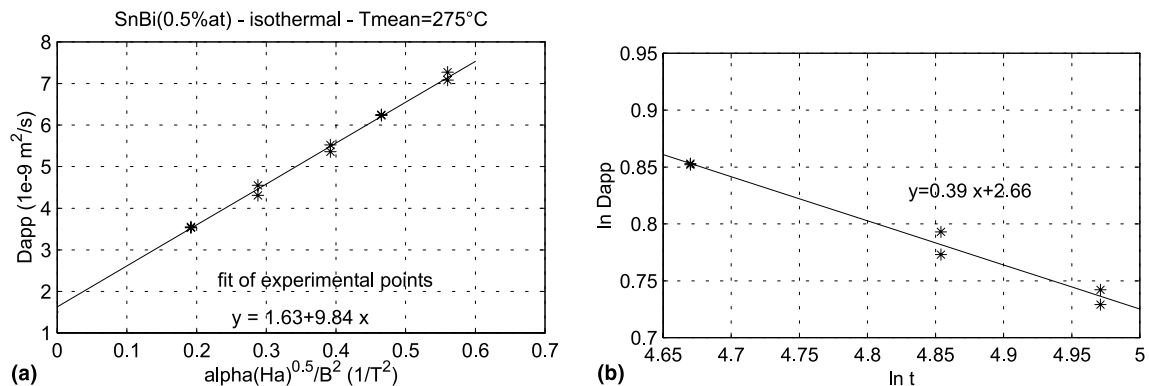 SnBi(0.5%at) - isothermal - Tmean=275°C
8
7
6
5
4
3
2
1
Dapp (1e-9 m²/s)
fit of experimental points
y = 1.63+9.84 x
0 0.1 0.2 0.3 0.4 0.5 0.6 0.7
(a)
alpha(Ha)^0.5/B² (1/T²)
0.95
0.9
0.85
0.8
0.75
0.7
ln Dapp
y=0.39 x+2.66
4.65 4.7 4.75 4.8 4.85 4.9 4.95 5
(b)
ln t